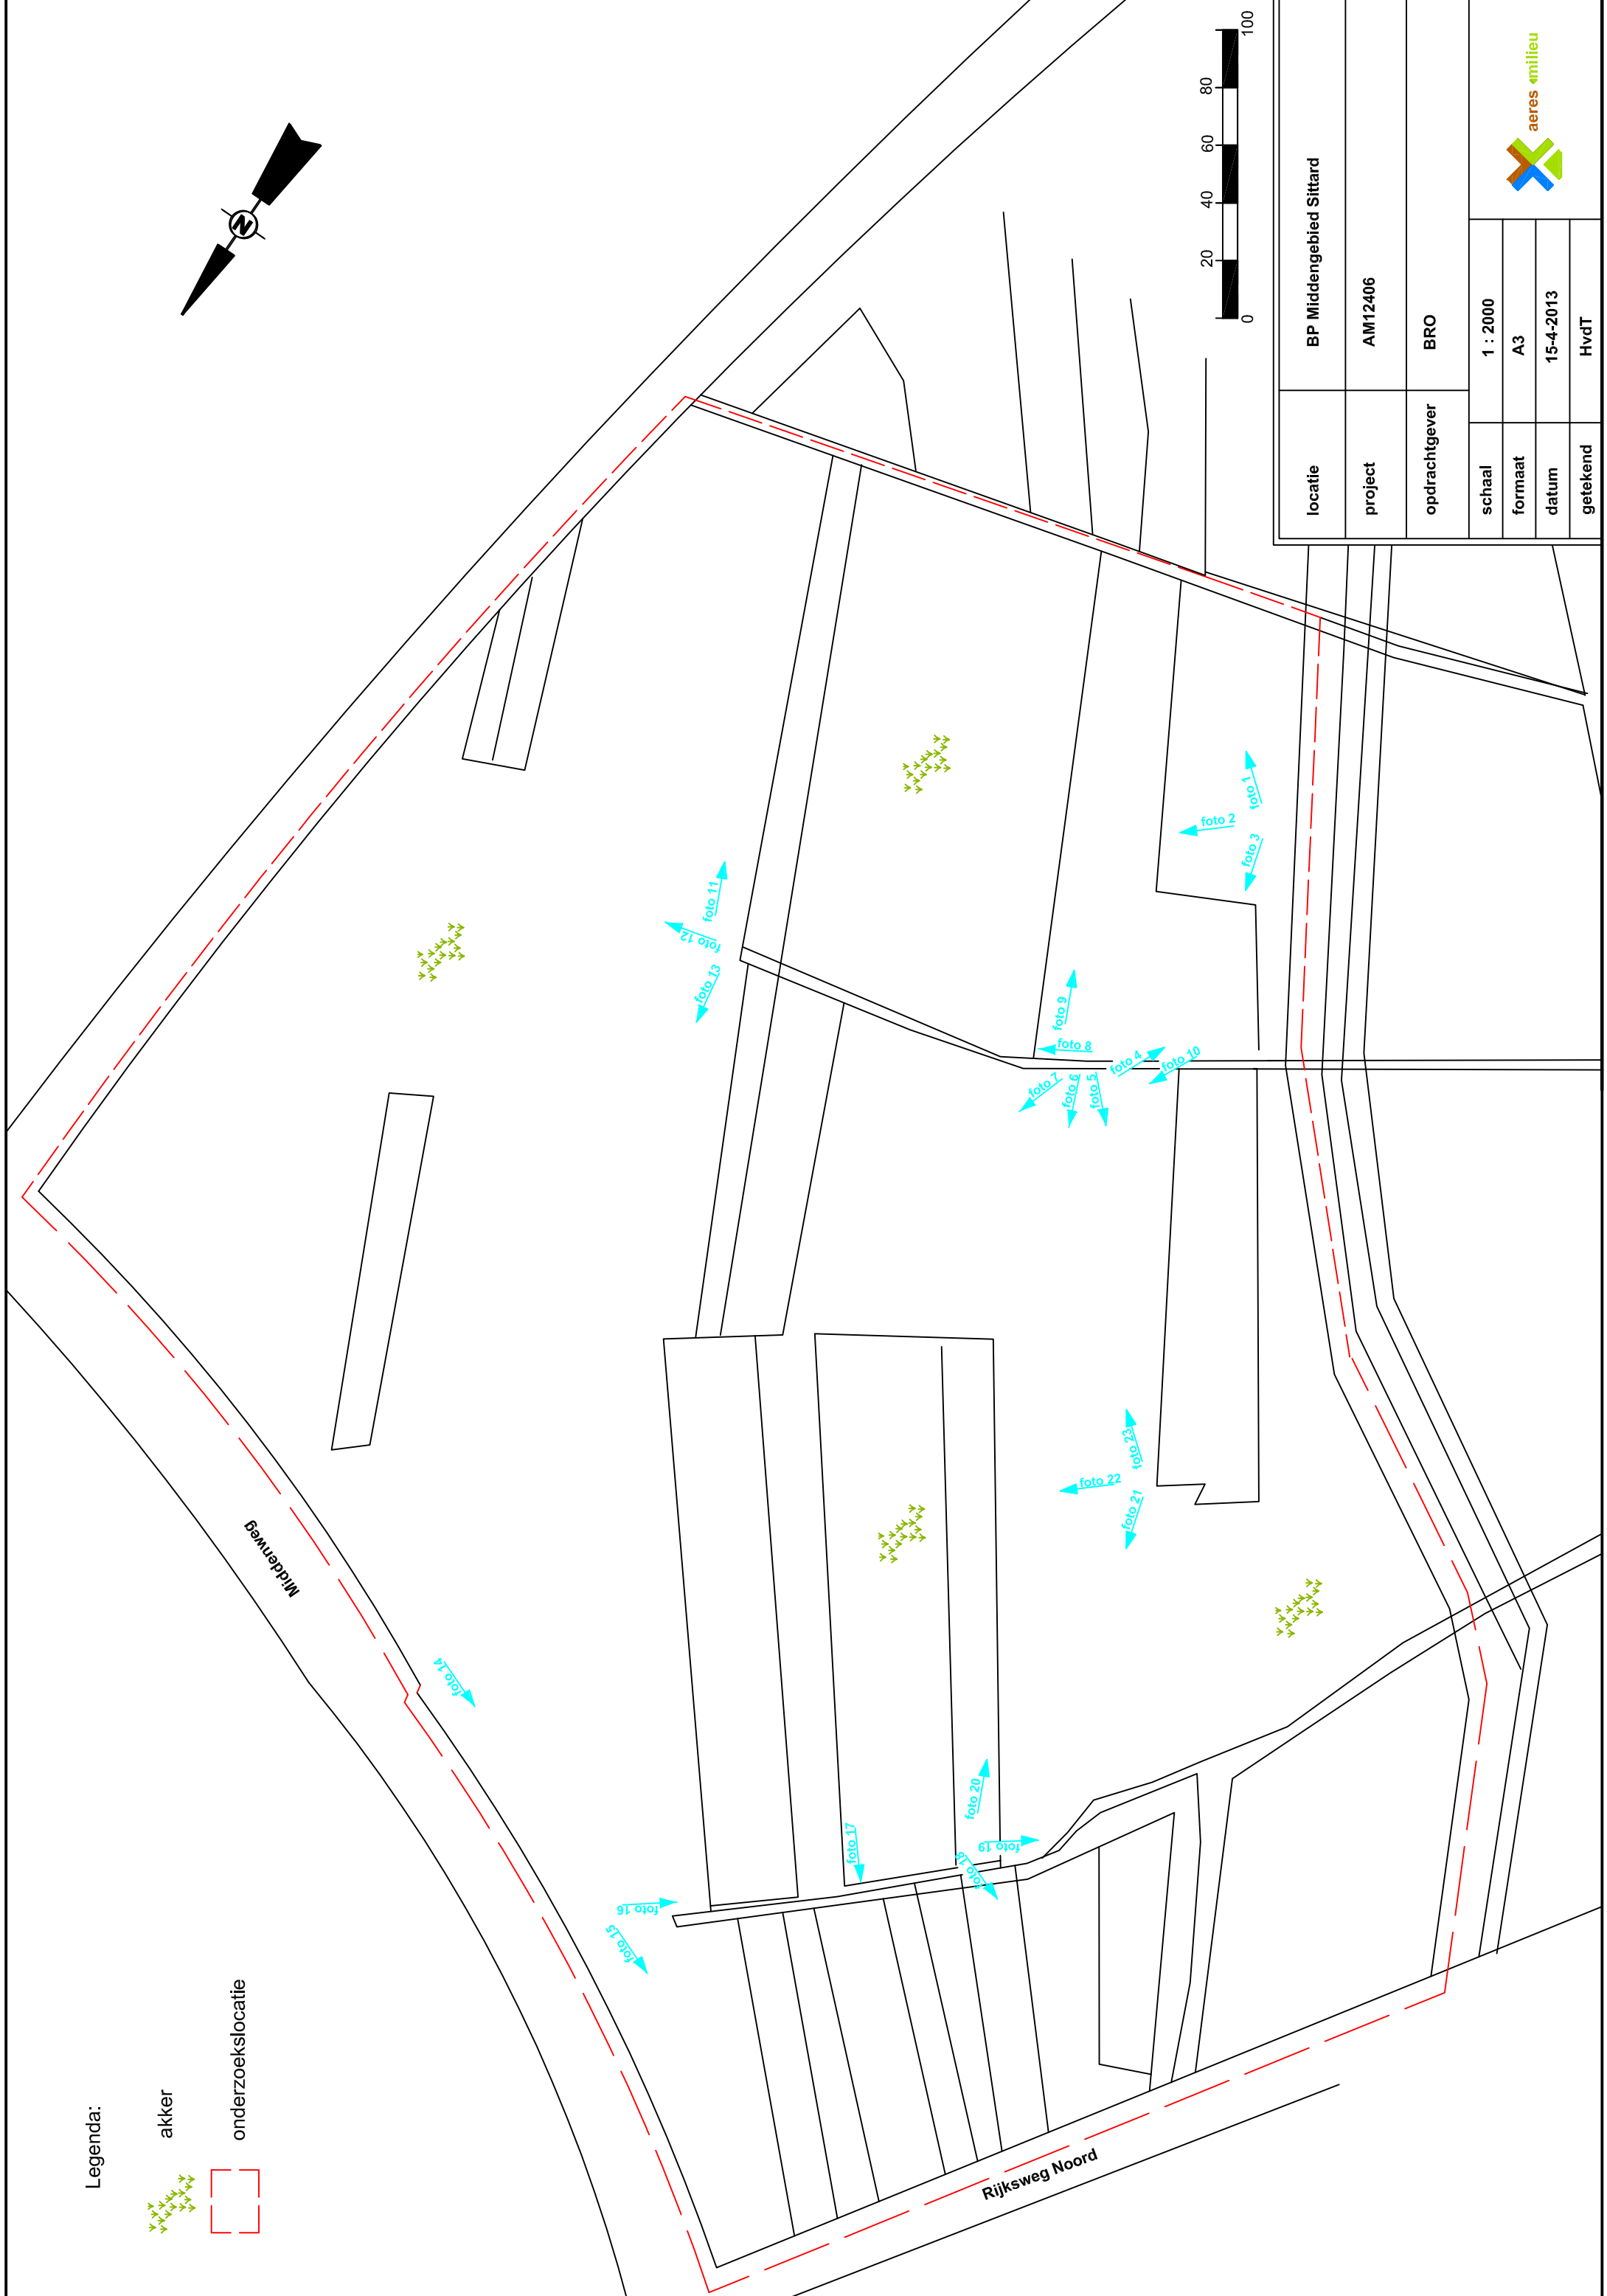 Legenda:
akker
onderzoekslocatie
Middenweg
Rijksweg Noord
N
foto 1
foto 2
foto 3
foto 4
foto 5
foto 6
foto 7
foto 8
foto 9
foto 10
foto 11
foto 12
foto 13
foto 14
foto 15
foto 16
foto 17
foto 18
foto 19
foto 20
foto 21
foto 22
foto 23
0 20 40 60 80 100
locatie BP Middengebied Sittard
project AM12406
opdrachtgever BRO
schaal 1 : 2000
formaat A3
datum 15-4-2013
getekend HvdT
aeres milieu